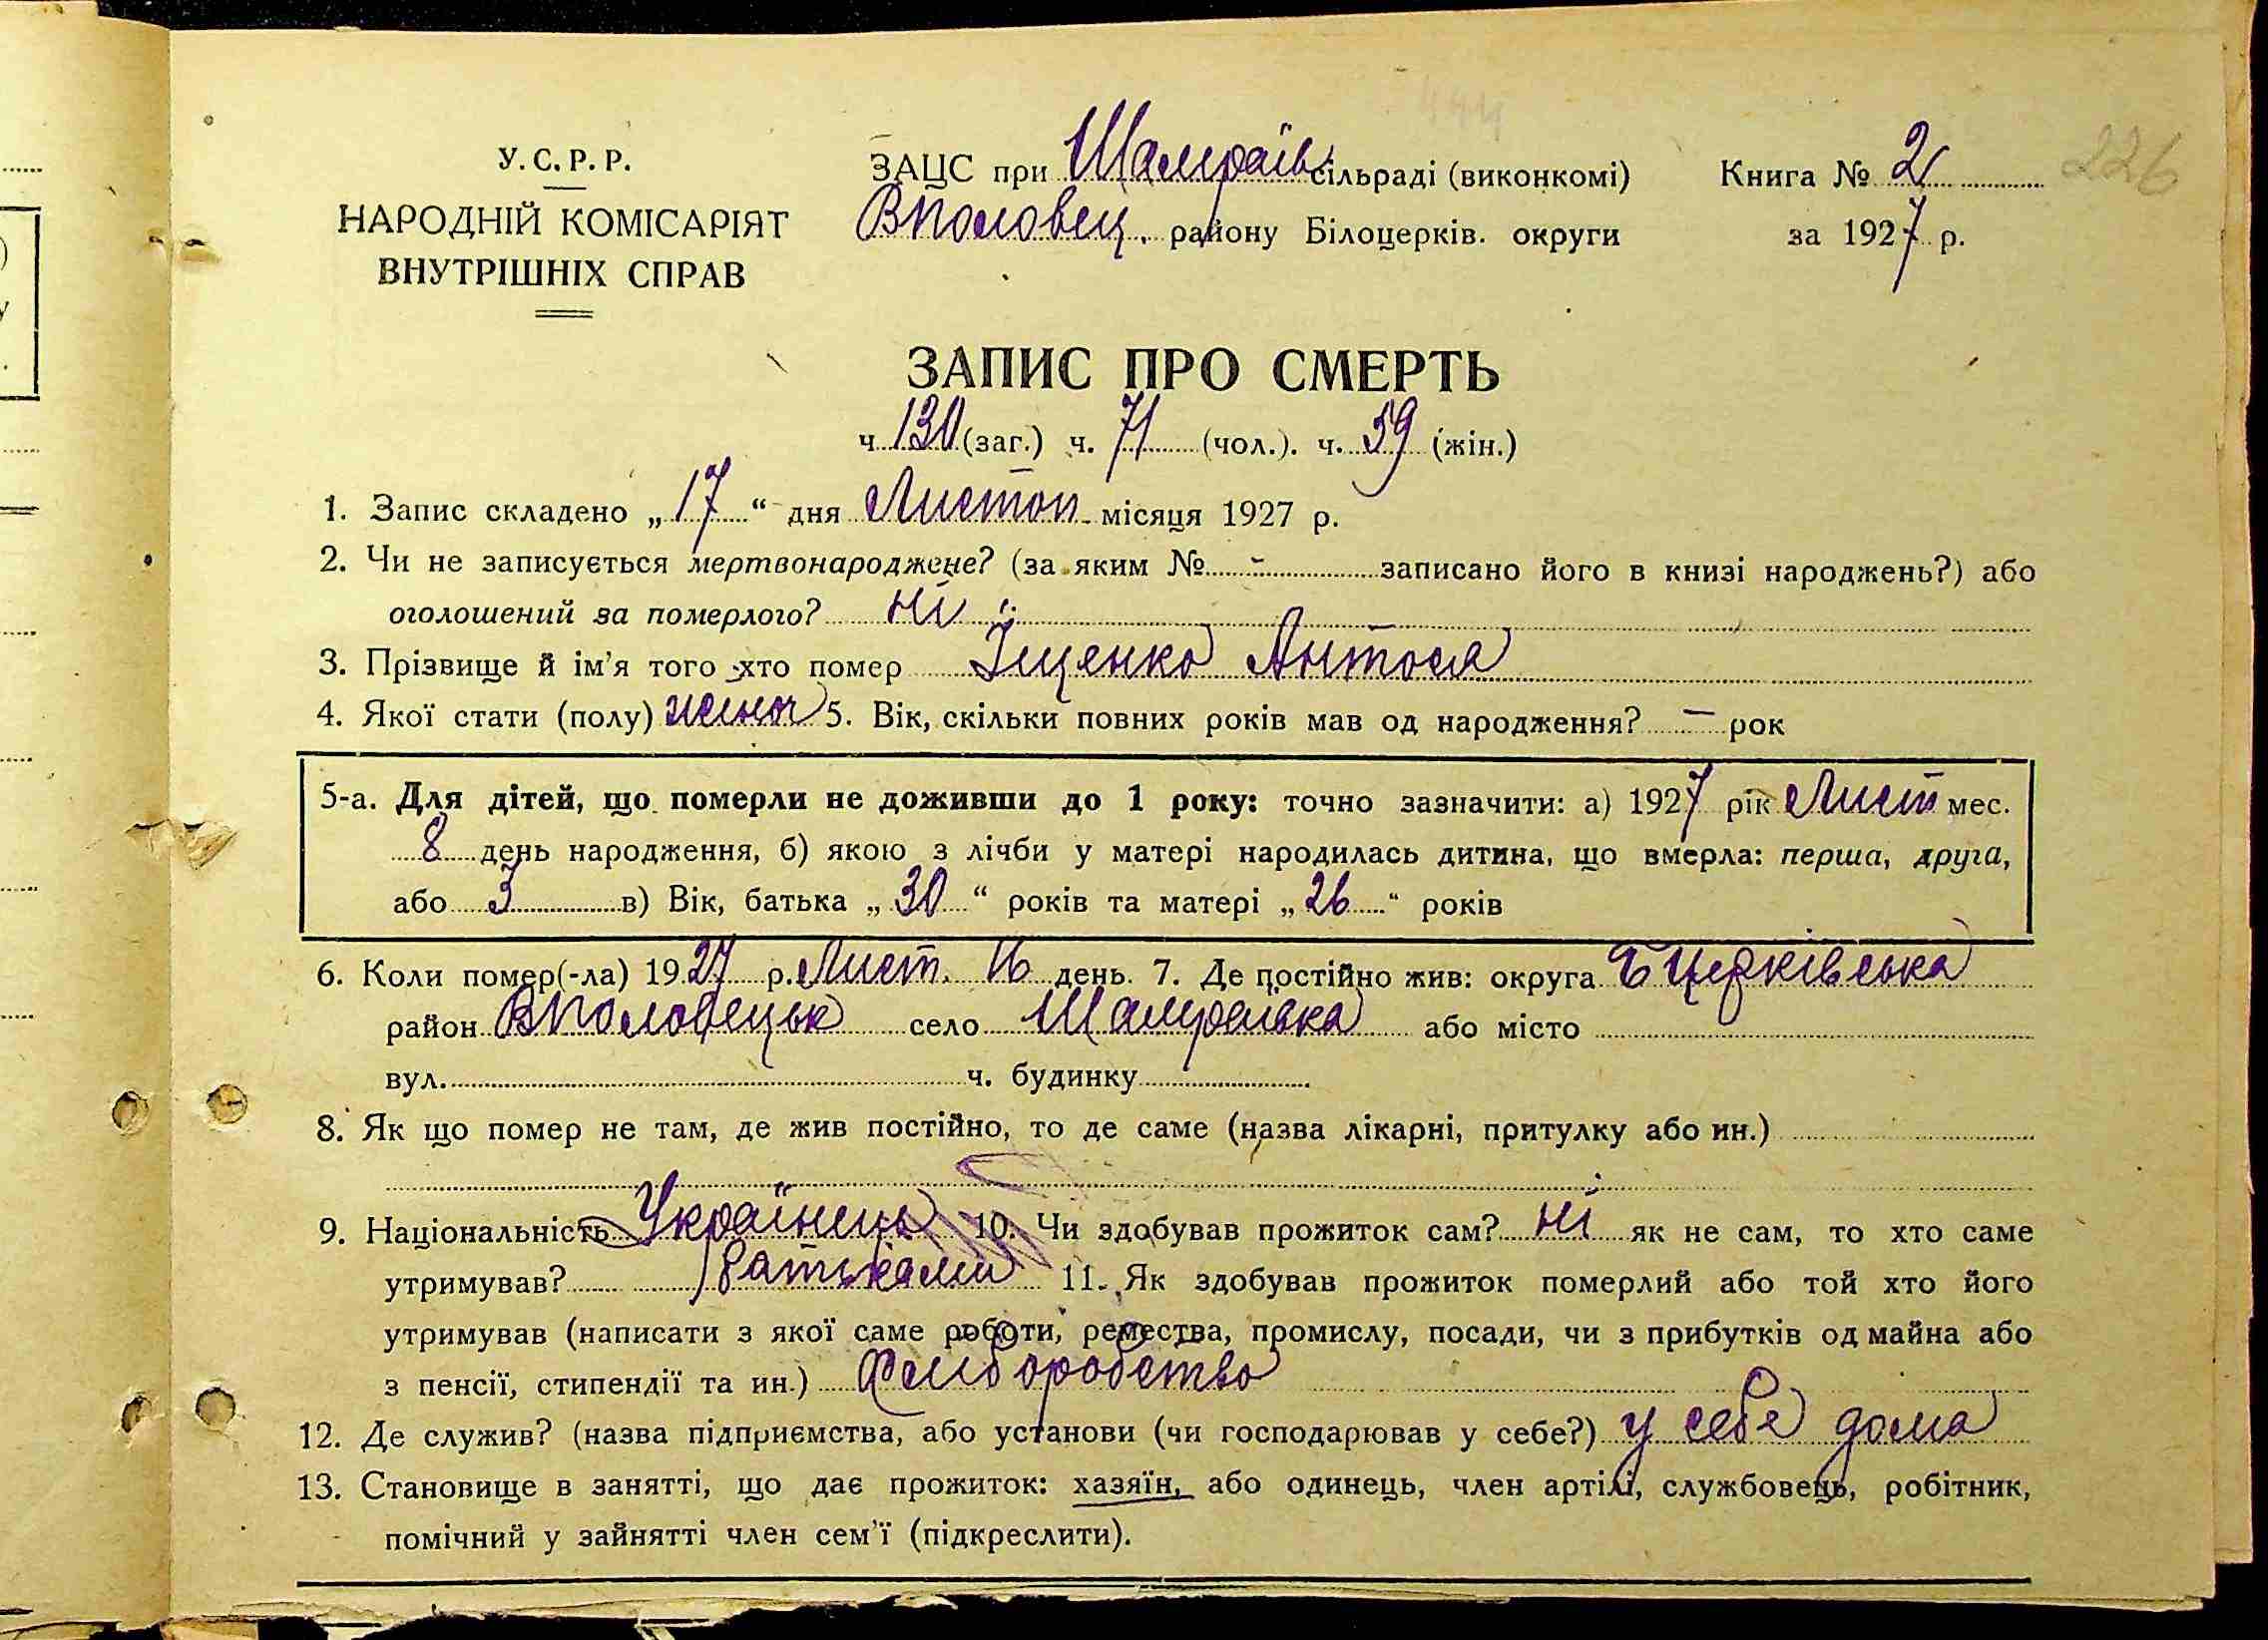 У.С.Р.Р.
НАРОДНІЙ КОМІСАРІЯТ
ВНУТРІШНІХ СПРАВ
ЗАЦС при Шамраїв сільраді (виконкомі)
ВПоловец. району Білоцерків. округи
Книга № 2
226
за 1927 р.
ЗАПИС ПРО СМЕРТЬ
ч. 130 (заг.) ч. 71 (чол.). ч. 59 (жін.)
1. Запис складено „17“ дня Листоп. місяця 1927 р.
2. Чи не записується мертвонароджене? (за яким № - записано його в книзі народжень?) або
оголошений за померлого? ні
3. Прізвище й ім’я того хто помер Іщенко Антося
4. Якої стати (полу) жіноч 5. Вік, скільки повних років мав од народження? — рок
5-а. Для дітей, що померли не доживши до 1 року: точно зазначити: а) 1927 рік Лист мес.
8 день народження, б) якою з лічби у матері народилась дитина, що вмерла: перша, друга,
або 3 в) Вік, батька „30“ років та матері „26“ років
6. Коли помер(-ла) 1927 р. Лист. 16 день. 7. Де постійно жив: округа БЦерківська
район ВПоловецьк село Шамраївка або місто
вул. ч. будинку
8. Як що помер не там, де жив постійно, то де саме (назва лікарні, притулку або ин.)
9. Національність Українець 10. Чи здобував прожиток сам? ні як не сам, то хто саме
утримував? батьками 11. Як здобував прожиток померлий або той хто його
утримував (написати з якої саме роботи, ремества, промислу, посади, чи з прибутків од майна або
з пенсії, стипендії та ин.) хлiборобство
12. Де служив? (назва підприємства, або установи (чи господарював у себе?) у себе дома
13. Становище в занятті, що дає прожиток: хазяїн, або одинець, член артілі, службовець, робітник,
помічний у зайнятті член сем’ї (підкреслити).